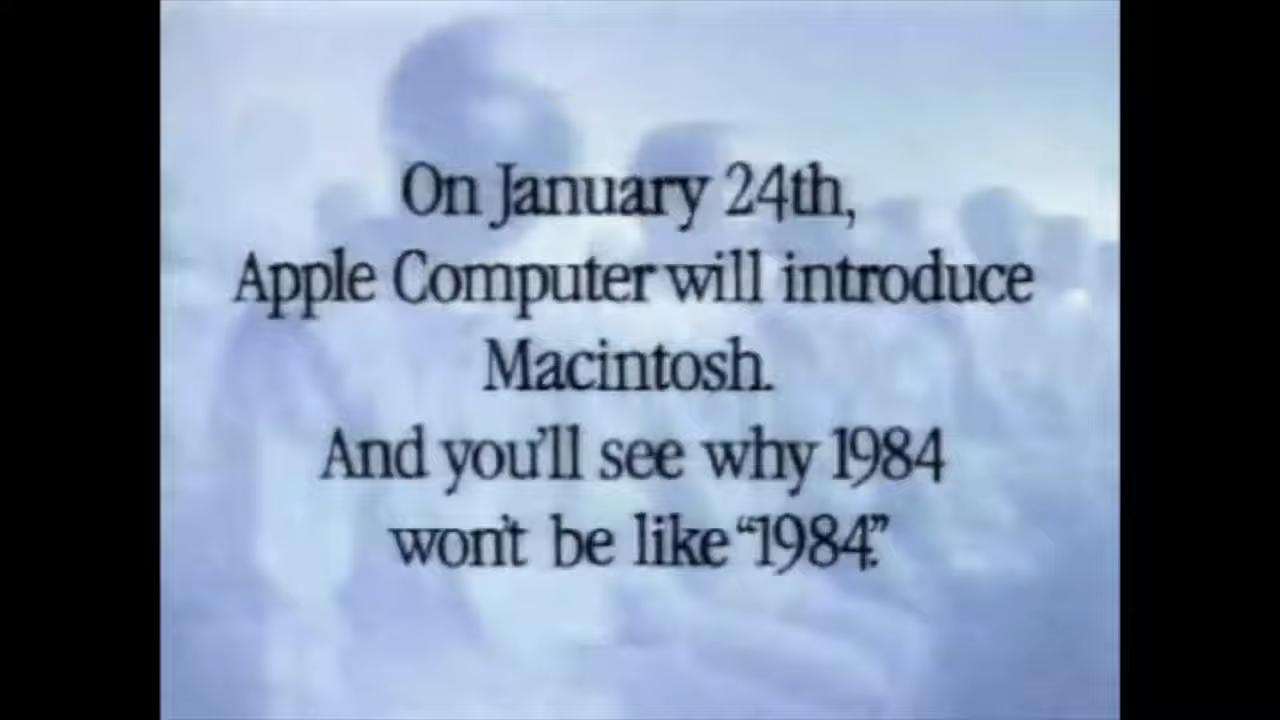 On January 24th,
Apple Computer will introduce
Macintosh.
And you'll see why 1984
won't be like “1984.”